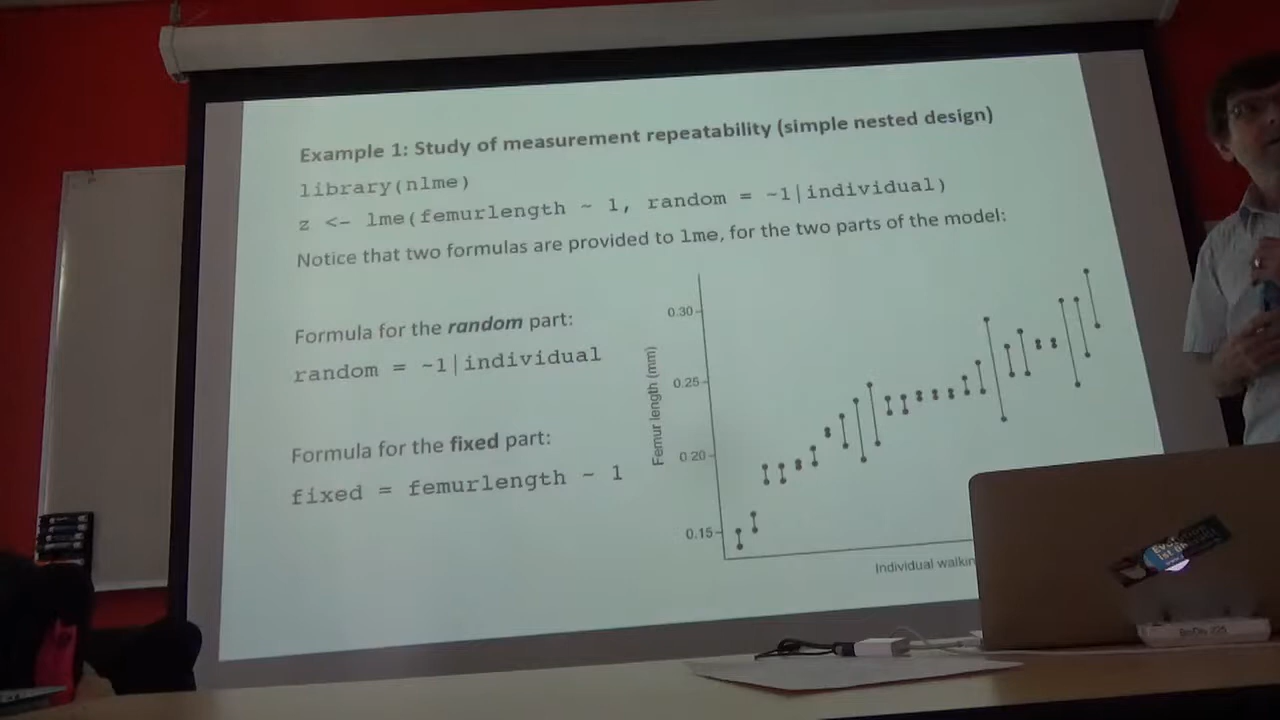 Example 1: Study of measurement repeatability (simple nested design)
library(nlme)
z <- lme(femurlength ~ 1, random = ~1|individual)
Notice that two formulas are provided to lme, for the two parts of the model:
Formula for the random part:
random = ~1|individual
Formula for the fixed part:
fixed = femurlength ~ 1
Femur length (mm)
0.30
0.25
0.20
0.15
Individual